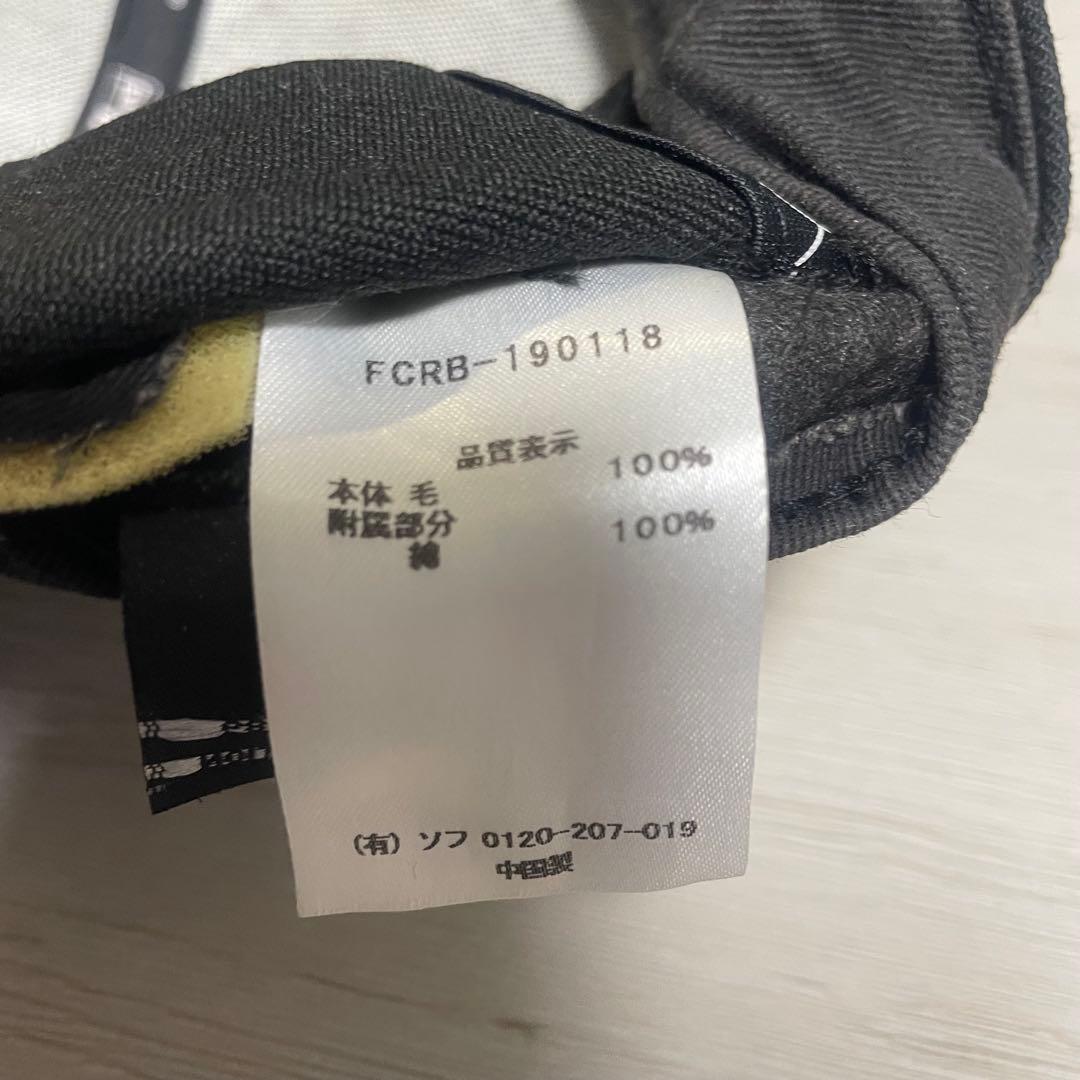 FCRB-190118
品質表示
本体 毛 100%
附属部分 100%
綿
(有) ソフ 0120-207-019
中国製